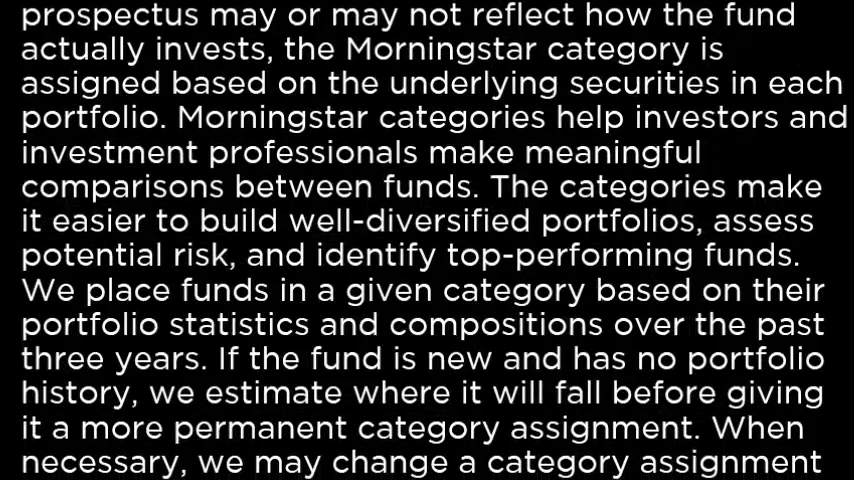 prospectus may or may not reflect how the fund
actually invests, the Morningstar category is
assigned based on the underlying securities in each
portfolio. Morningstar categories help investors and
investment professionals make meaningful
comparisons between funds. The categories make
it easier to build well-diversified portfolios, assess
potential risk, and identify top-performing funds.
We place funds in a given category based on their
portfolio statistics and compositions over the past
three years. If the fund is new and has no portfolio
history, we estimate where it will fall before giving
it a more permanent category assignment. When
necessary, we may change a category assignment